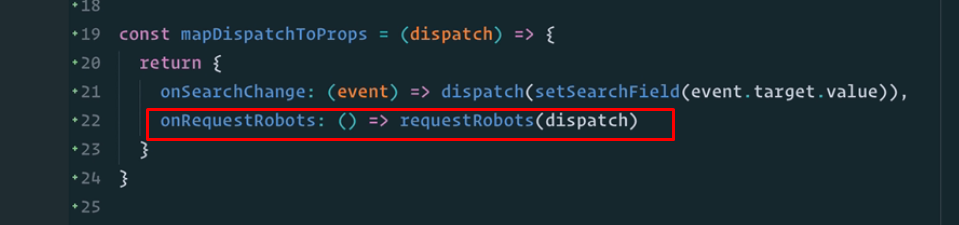 18
19 const mapDispatchToProps = (dispatch) => {
20 return {
21 onSearchChange: (event) => dispatch(setSearchField(event.target.value)),
22 onRequestRobots: () => requestRobots(dispatch)
23 }
24 }
25